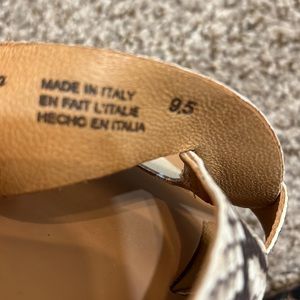 MADE IN ITALY
EN FAIT L'ITALIE
HECHO EN ITALIA
9.5